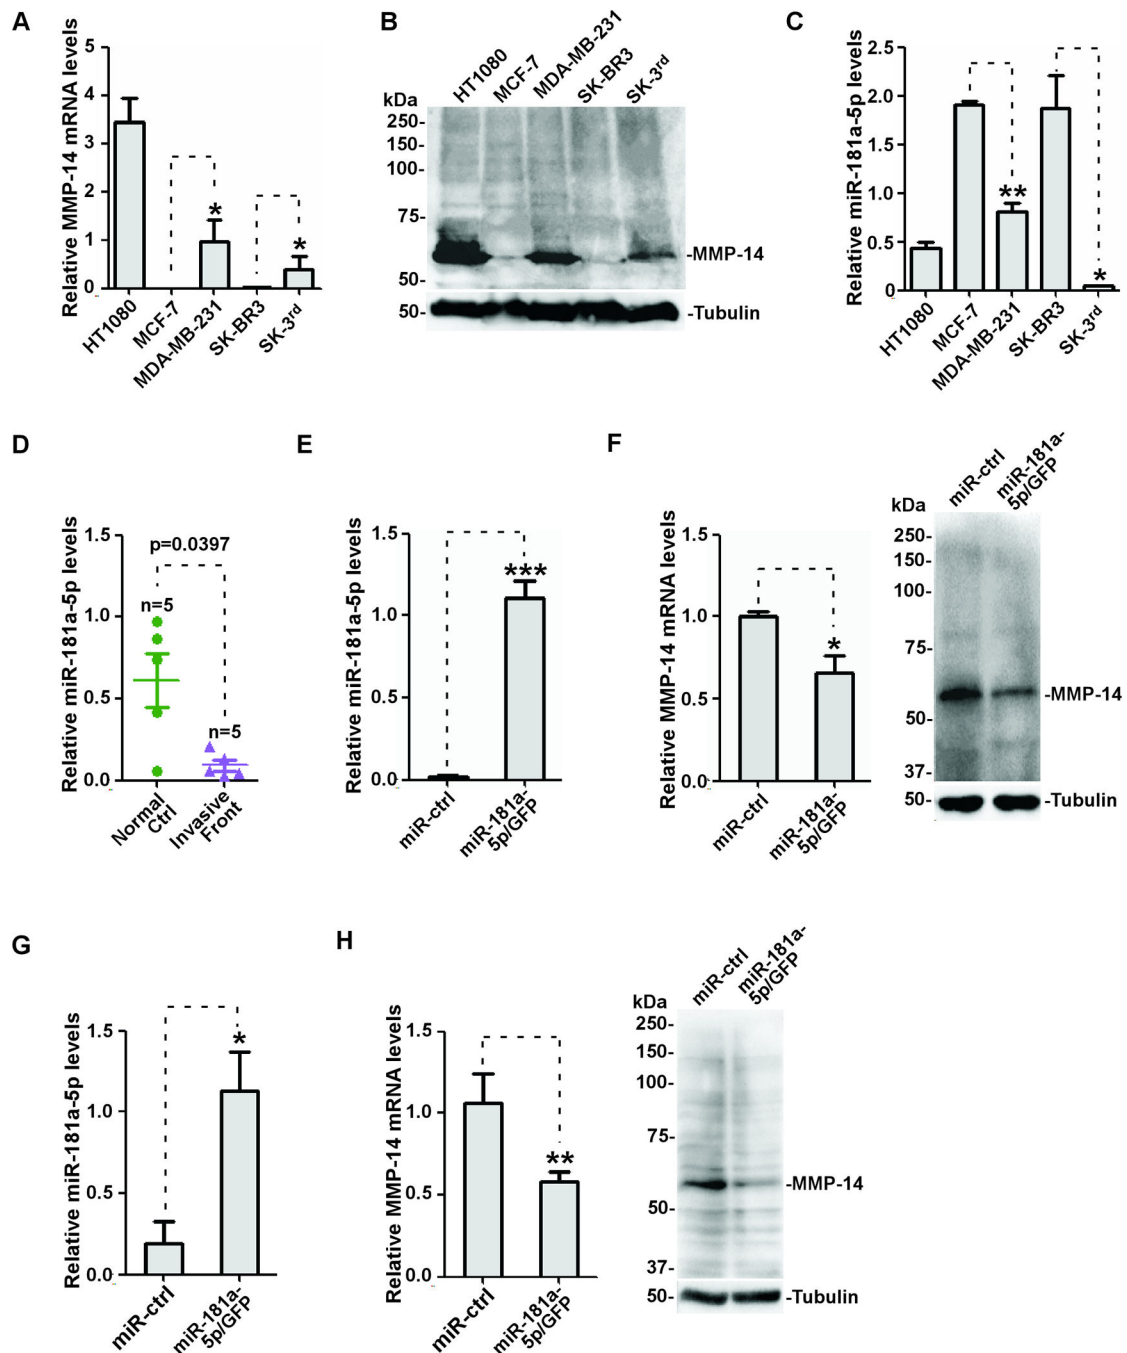 A
Relative MMP-14 mRNA levels
5
4
3
2
1
0
*
*
HT1080
MCF-7
MDA-MB-231
SK-BR3
SK-3rd
B
HT1080
MCF-7
MDA-MB-231
SK-BR3
SK-3rd
kDa
250-
150-
100-
75-
50-
-MMP-14
50-
-Tubulin
C
Relative miR-181a-5p levels
2.5
2.0
1.5
1.0
0.5
0
**
*
HT1080
MCF-7
MDA-MB-231
SK-BR3
SK-3rd
D
Relative miR-181a-5p levels
1.5
1.0
0.5
0.0
p=0.0397
n=5
n=5
Normal
Ctrl
Invasive
Front
E
Relative miR-181a-5p levels
1.5
1.0
0.5
0.0
***
miR-ctrl
miR-181a-
5p/GFP
F
Relative MMP-14 mRNA levels
1.5
1.0
0.5
0.0
*
miR-ctrl
miR-181a-
5p/GFP
miR-ctrl
miR-181a-
5p/GFP
kDa
250-
150-
100-
75-
50-
37-
-MMP-14
50-
-Tubulin
G
Relative miR-181a-5p levels
1.5
1.0
0.5
0.0
*
miR-ctrl
miR-181a-
5p/GFP
H
Relative MMP-14 mRNA levels
1.5
1.0
0.5
0.0
**
miR-ctrl
miR-181a-
5p/GFP
miR-ctrl
miR-181a-
5p/GFP
kDa
250-
150-
100-
75-
50-
37-
-MMP-14
50-
-Tubulin